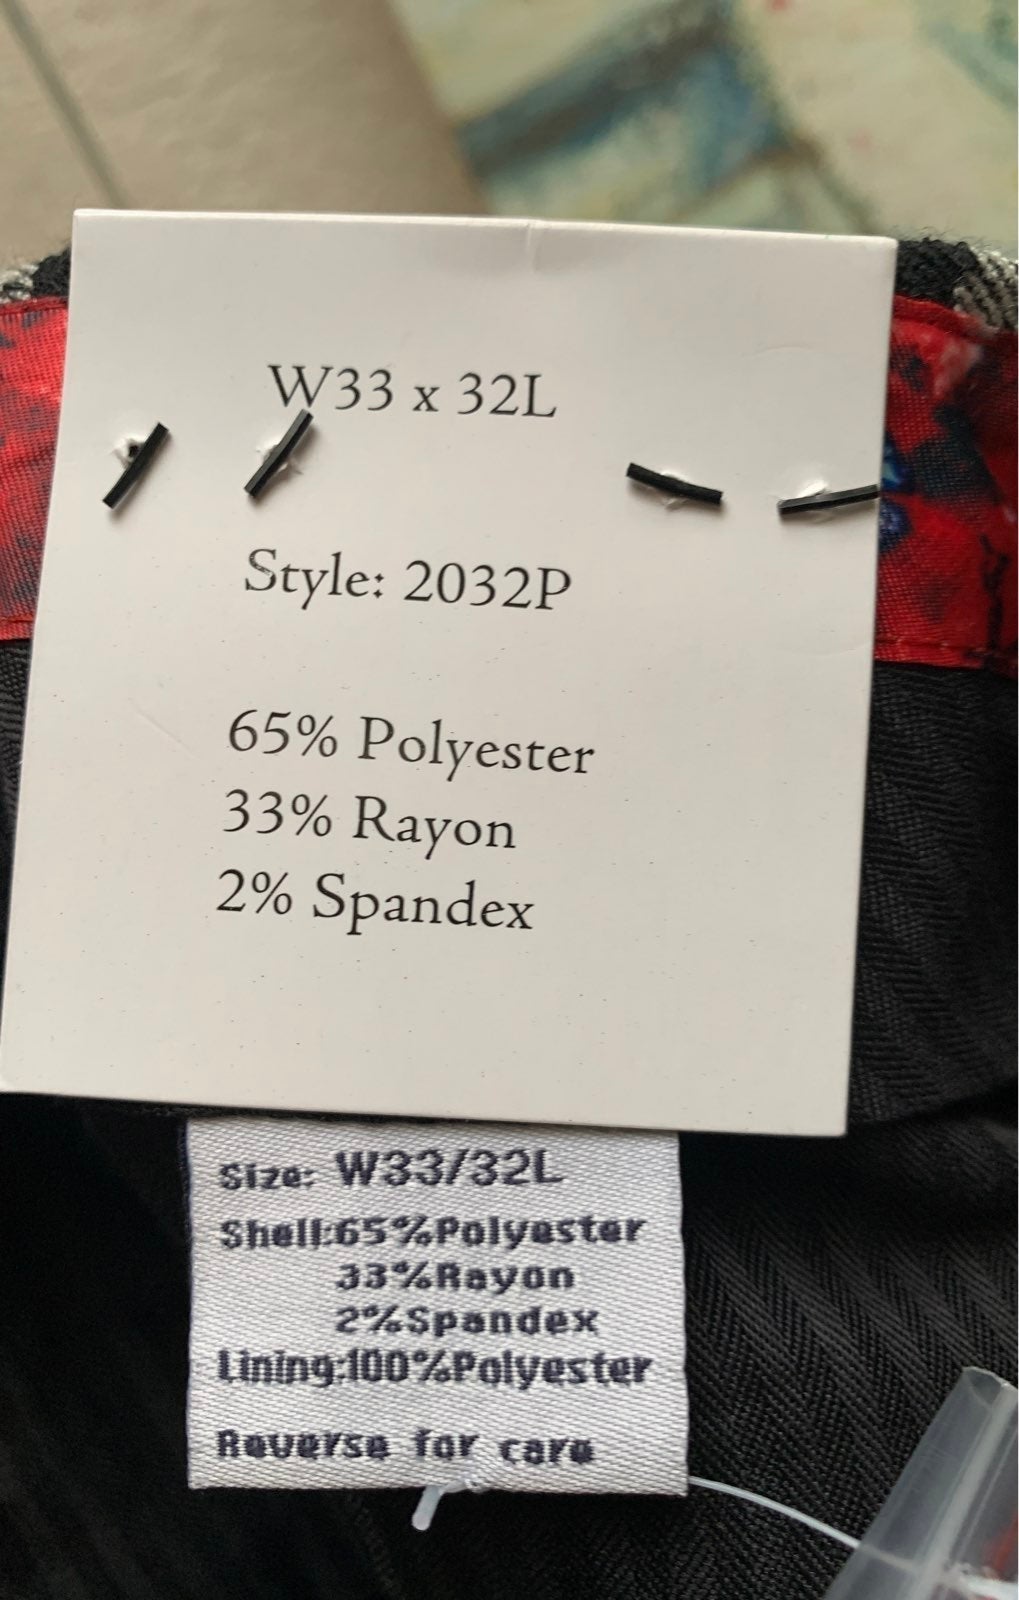 W33 x 32L
Style: 2032P
65% Polyester
33% Rayon
2% Spandex
Size: W33/32L
Shell:65%Polyester
33%Rayon
2%Spandex
Lining:100%Polyester
Reverse for care